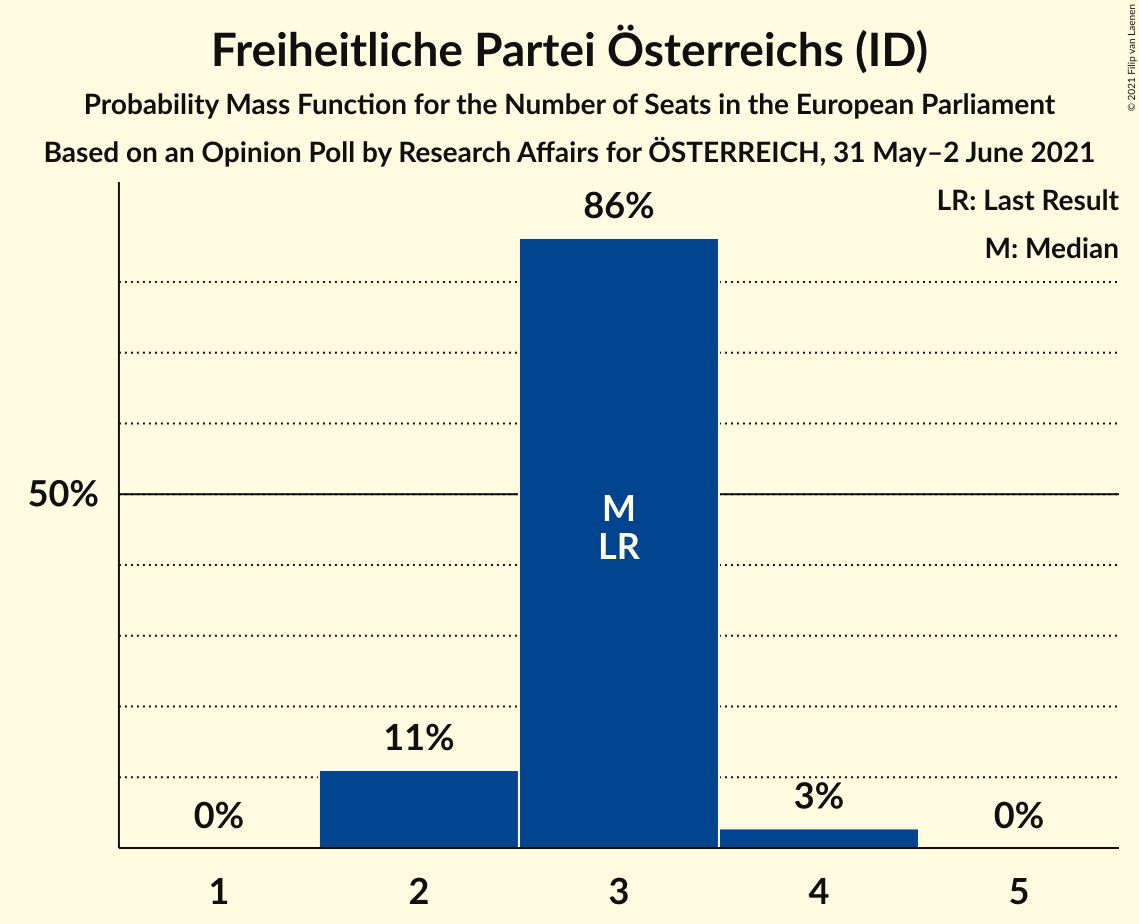 Freiheitliche Partei Österreichs (ID)
Probability Mass Function for the Number of Seats in the European Parliament
Based on an Opinion Poll by Research Affairs for ÖSTERREICH, 31 May–2 June 2021
© 2021 Filip van Laenen
LR: Last Result
M: Median
86%
50%
M
LR
11%
0%
3%
0%
1 2 3 4 5